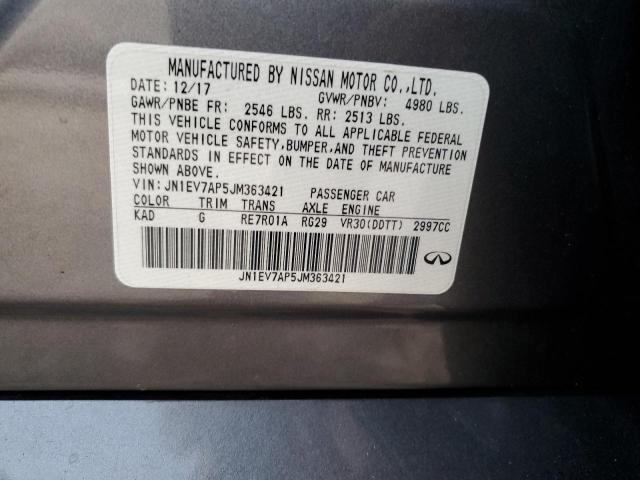 MANUFACTURED BY NISSAN MOTOR CO.,LTD.
DATE: 12/17 GVWR/PNBV: 4980 LBS.
GAWR/PNBE FR: 2546 LBS. RR: 2513 LBS.
THIS VEHICLE CONFORMS TO ALL APPLICABLE FEDERAL
MOTOR VEHICLE SAFETY, BUMPER, AND THEFT PREVENTION
STANDARDS IN EFFECT ON THE DATE OF MANUFACTURE
SHOWN ABOVE.
VIN: JN1EV7AP5JM363421 PASSENGER CAR
COLOR TRIM TRANS AXLE ENGINE
KAD G RE7R01A RG29 VR30(DDTT) 2997CC
JN1EV7AP5JM363421